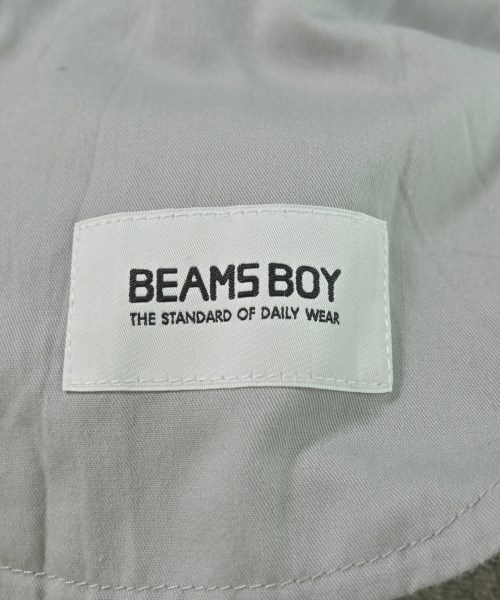 BEAMS BOY
THE STANDARD OF DAILY WEAR